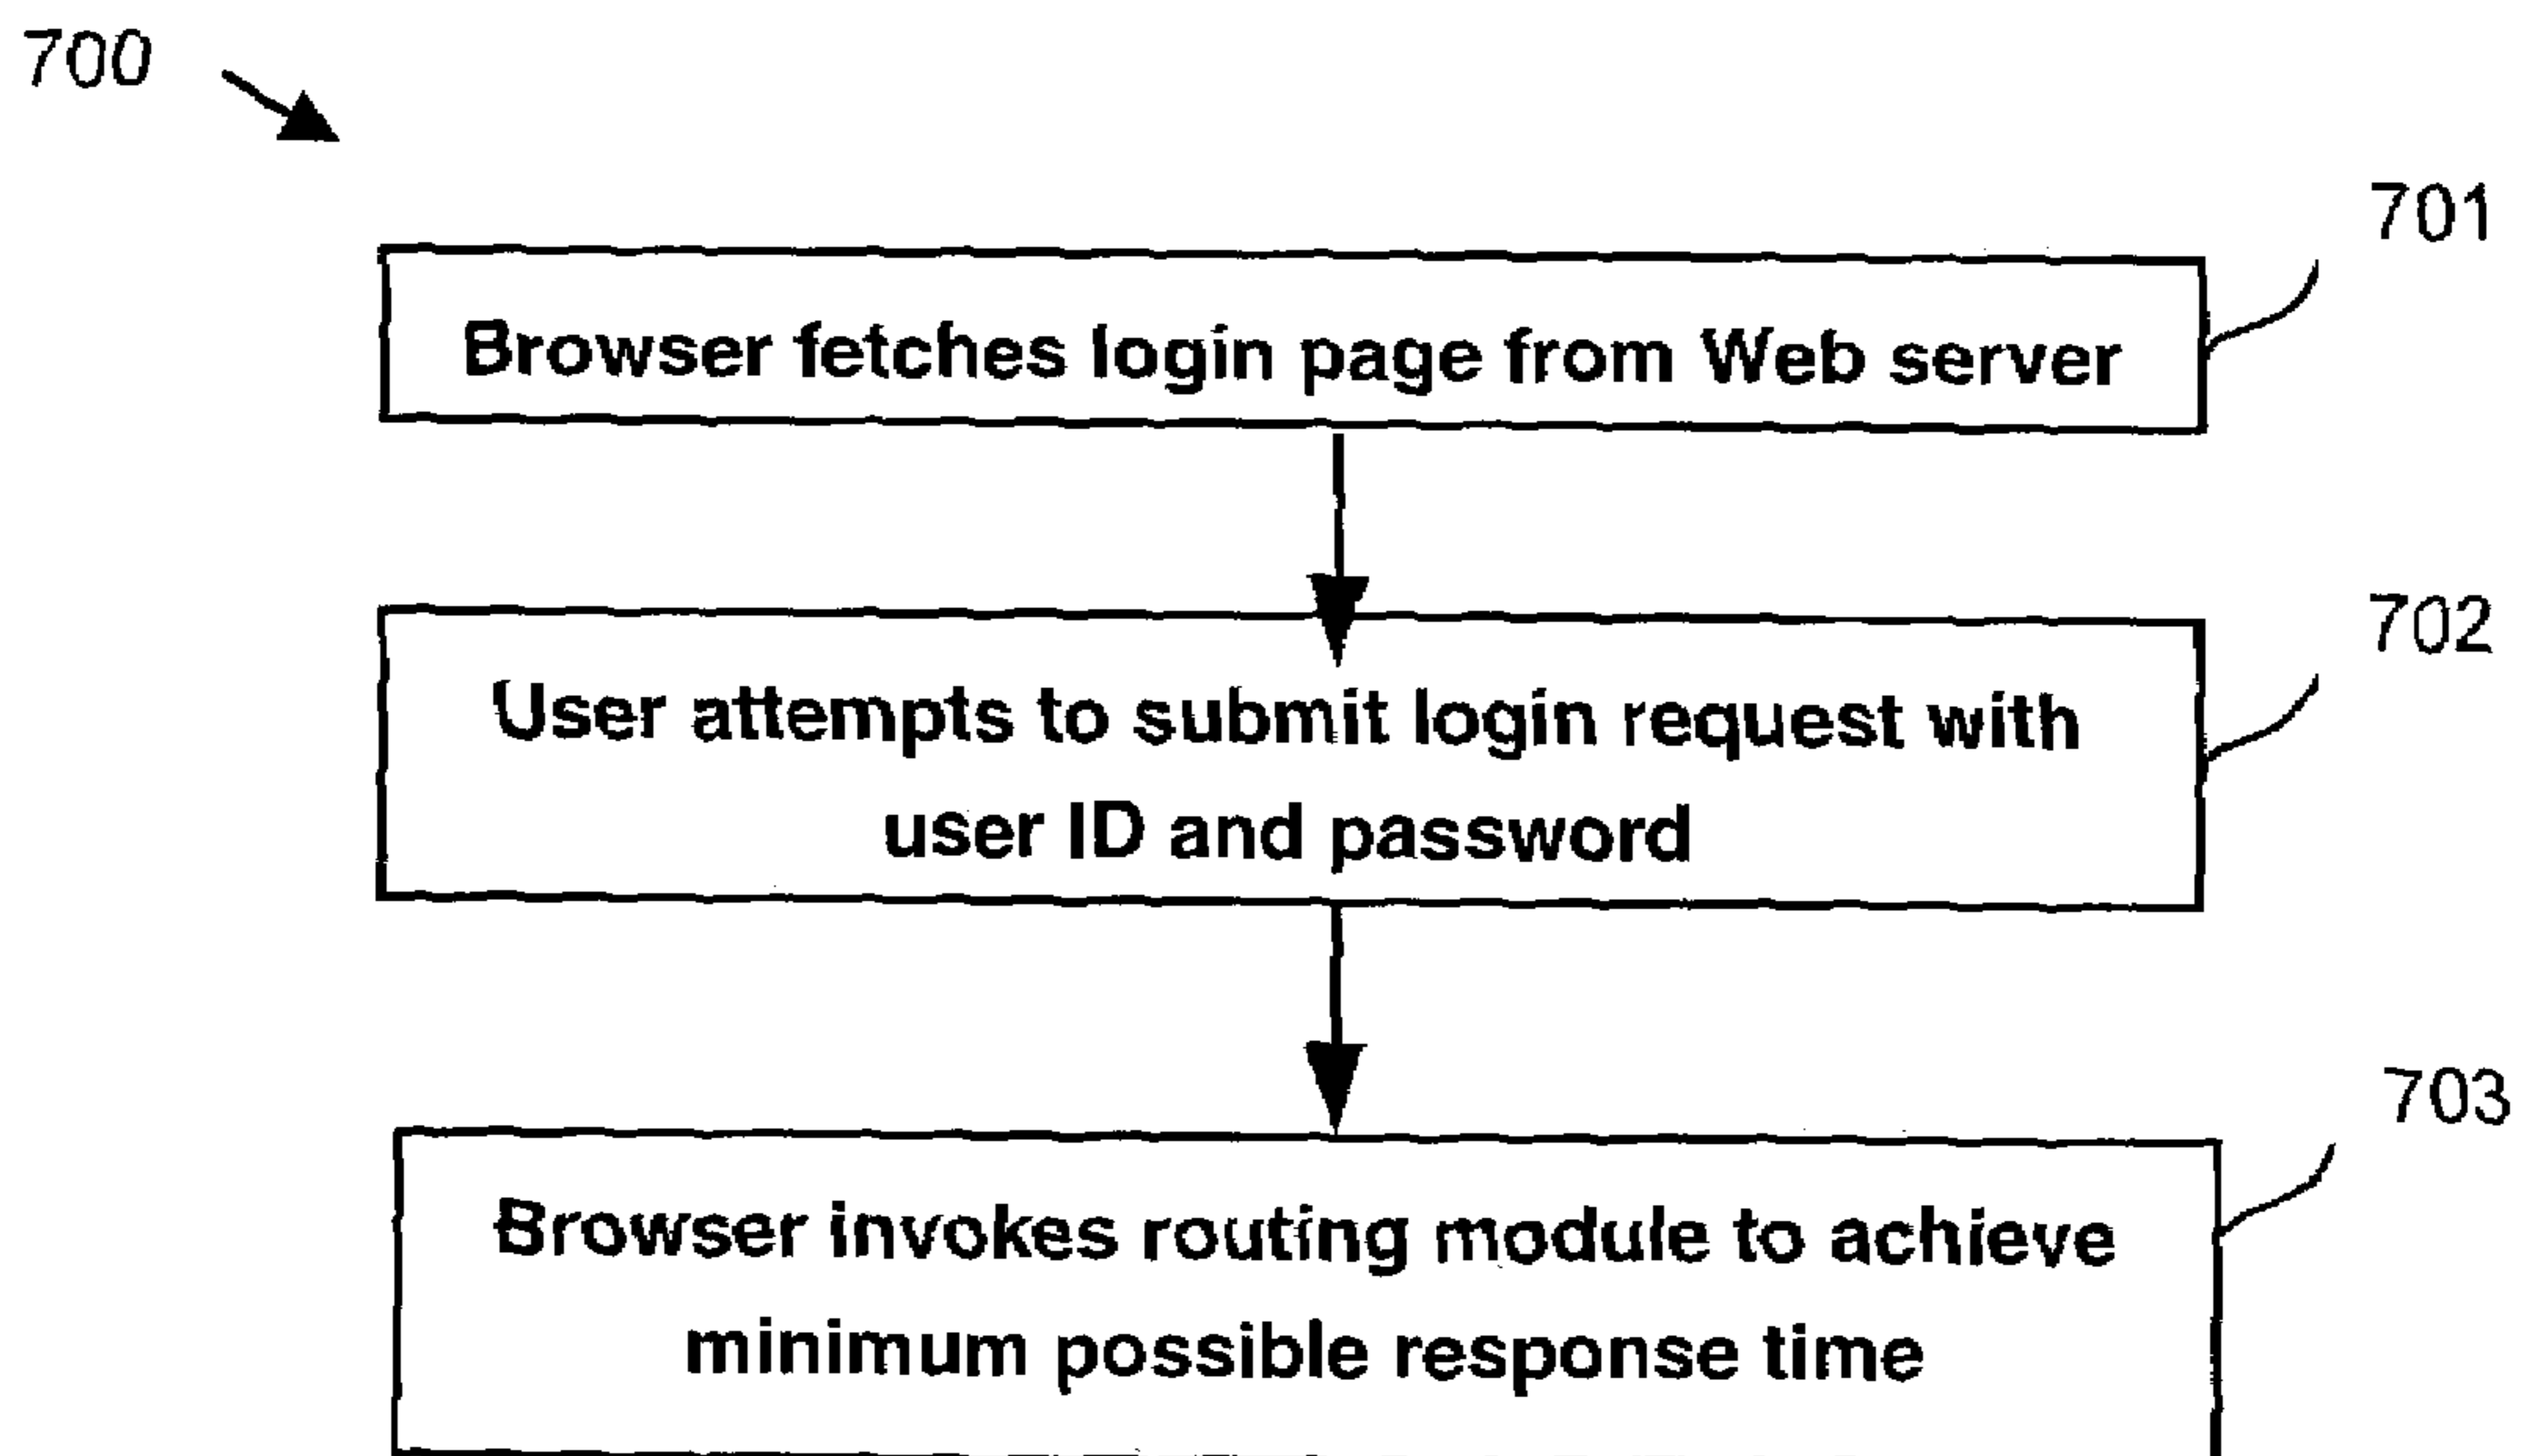 700
701
Browser fetches login page from Web server
702
User attempts to submit login request with
user ID and password
703
Browser invokes routing module to achieve
minimum possible response time